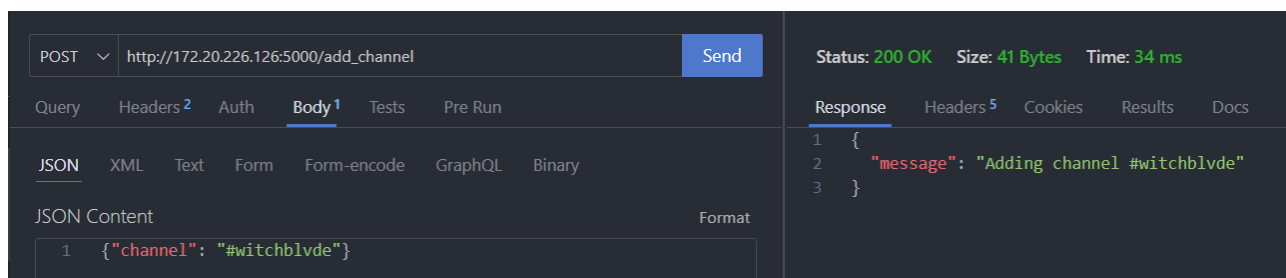 POST http://172.20.226.126:5000/add_channel Send
Query Headers 2 Auth Body 1 Tests Pre Run
JSON XML Text Form Form-encode GraphQL Binary
JSON Content Format
1 {"channel": "#witchblvde"}
Status: 200 OK Size: 41 Bytes Time: 34 ms
Response Headers 5 Cookies Results Docs
1 {
2 "message": "Adding channel #witchblvde"
3 }